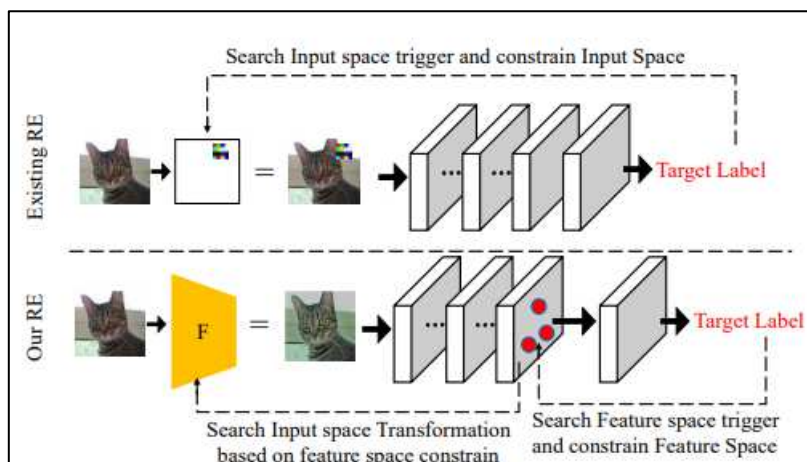 Search Input space trigger and constrain Input Space
Existing RE
=
Target Label
Our RE
F
=
Target Label
Search Input space Transformation
based on feature space constrain
Search Feature space trigger
and constrain Feature Space